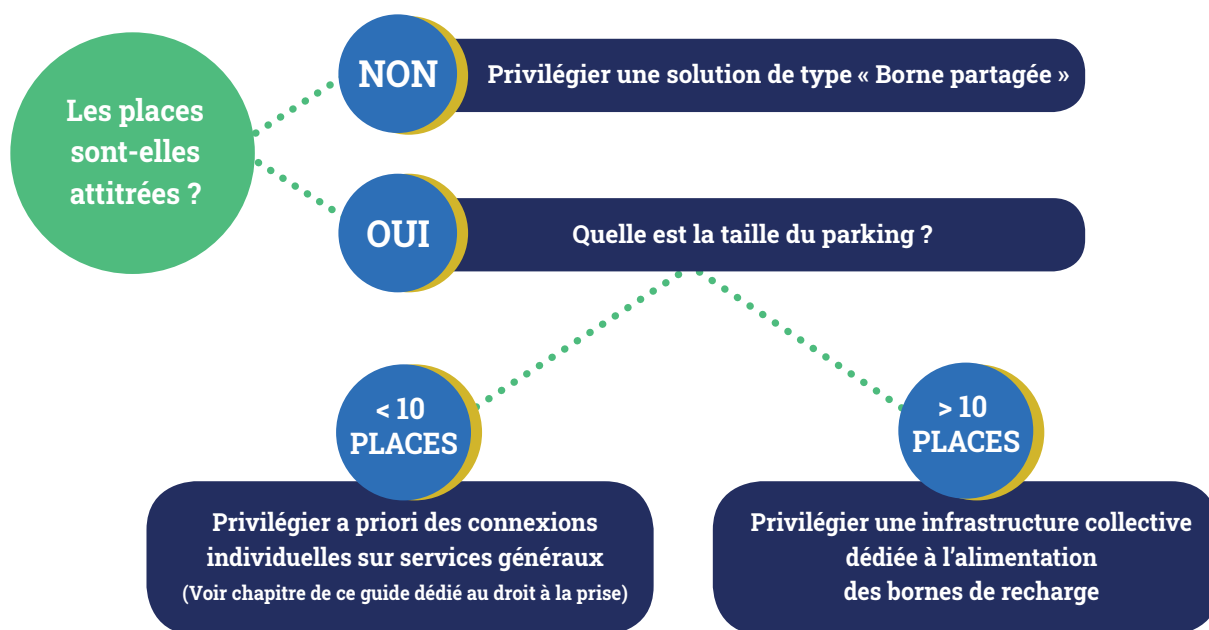 Les places
sont-elles
attitrées ?
NON
Privilégier une solution de type « Borne partagée »
OUI
Quelle est la taille du parking ?
< 10
PLACES
Privilégier a priori des connexions
individuelles sur services généraux
(Voir chapitre de ce guide dédié au droit à la prise)
> 10
PLACES
Privilégier une infrastructure collective
dédiée à l’alimentation
des bornes de recharge